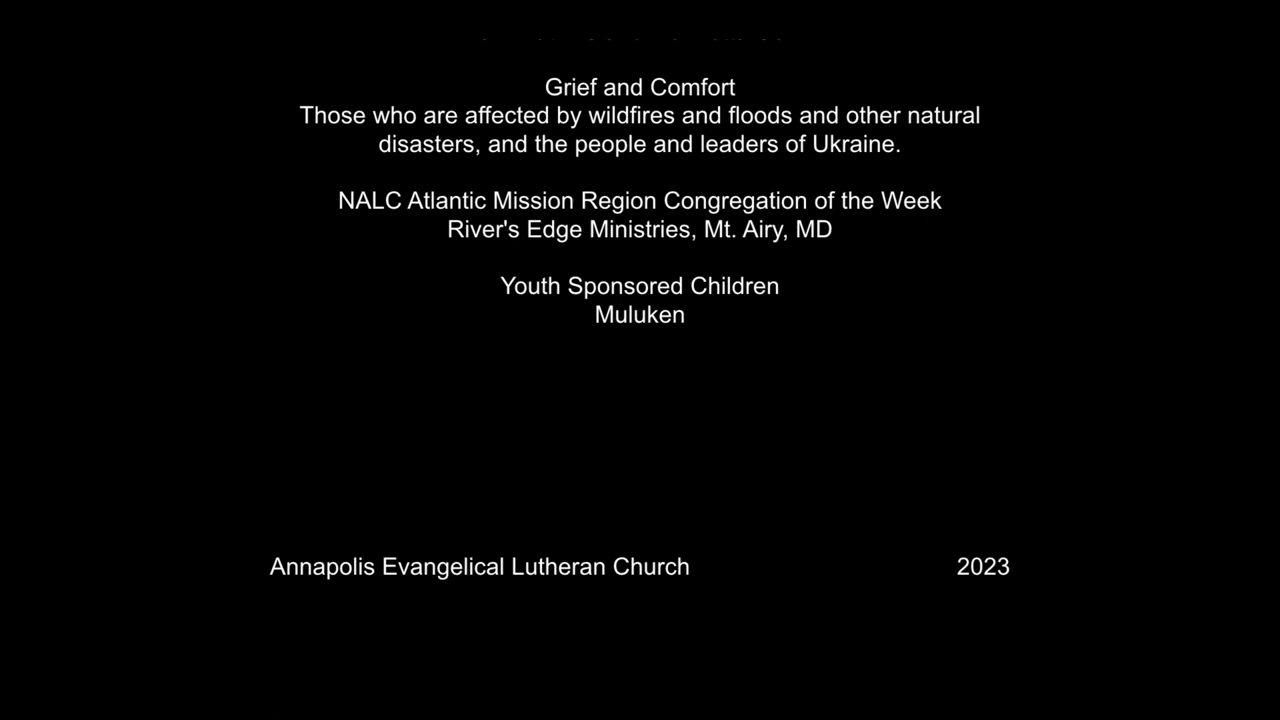 Grief and Comfort
Those who are affected by wildfires and floods and other natural
disasters, and the people and leaders of Ukraine.
NALC Atlantic Mission Region Congregation of the Week
River's Edge Ministries, Mt. Airy, MD
Youth Sponsored Children
Muluken
Annapolis Evangelical Lutheran Church 2023